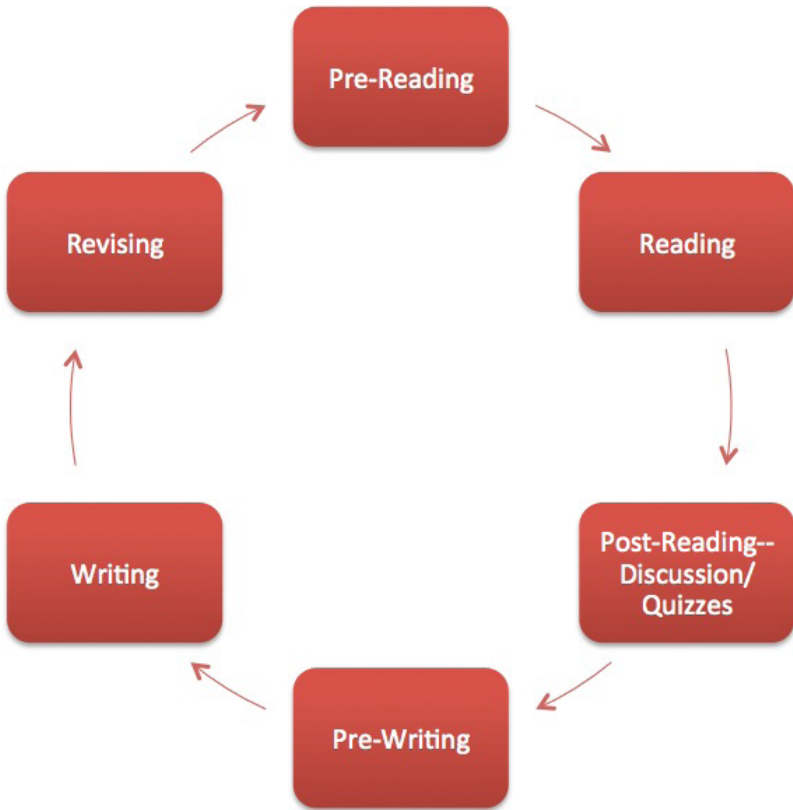 Pre-Reading
Reading
Post-Reading--
Discussion/
Quizzes
Pre-Writing
Writing
Revising